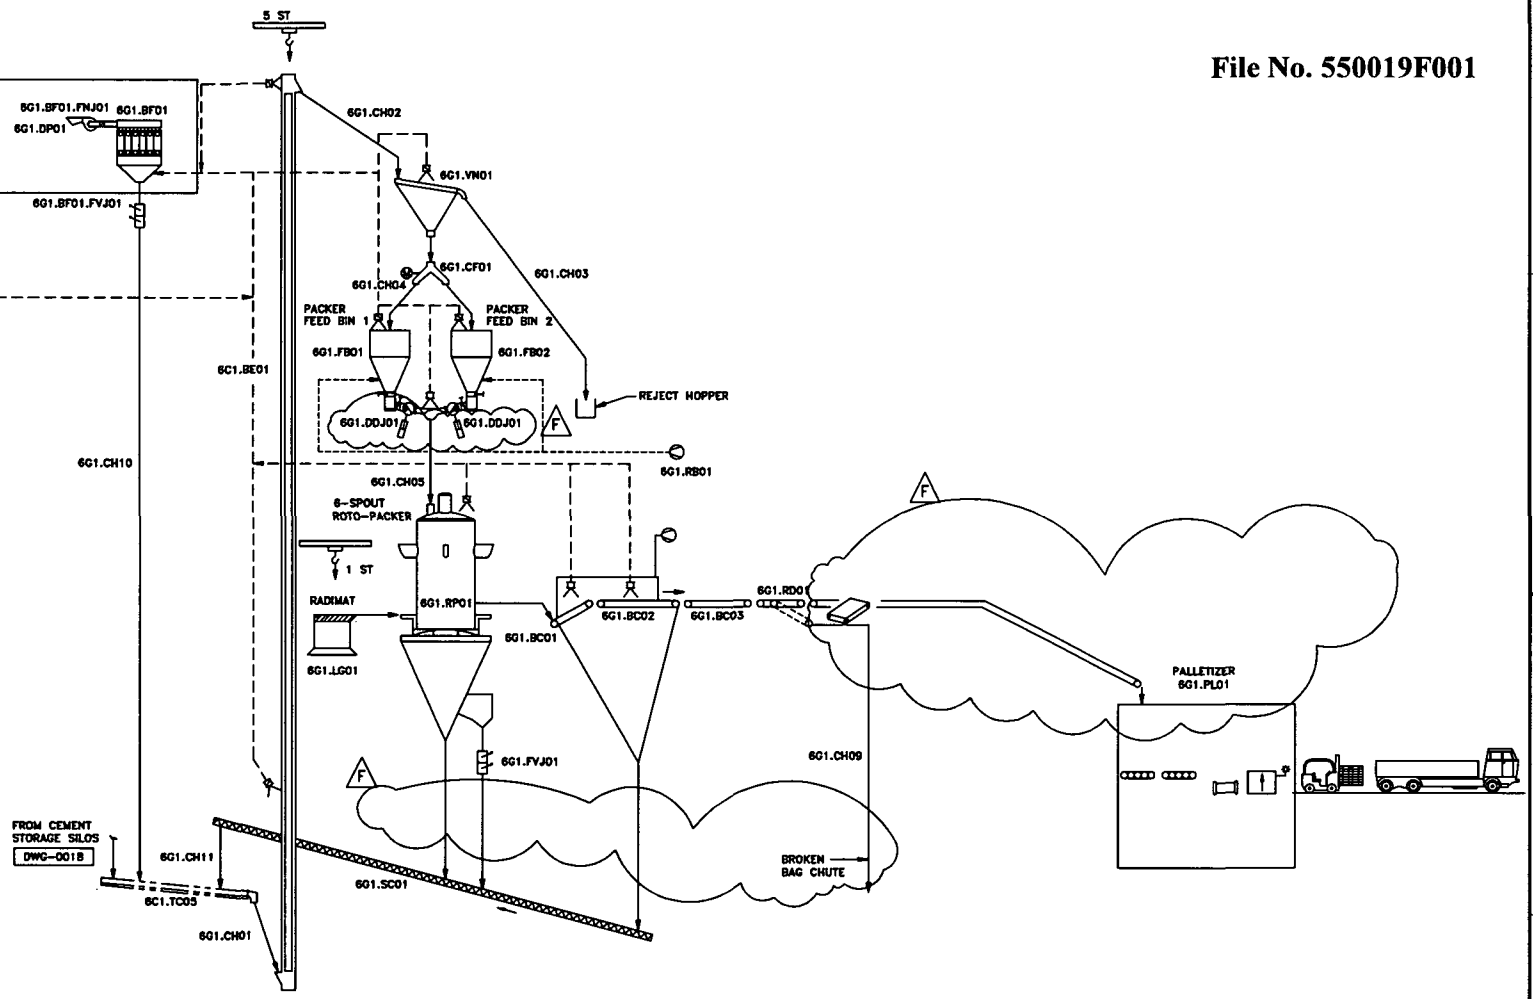 5 ST
File No. 550019F001
6G1.BF01.FNJ01
6G1.BF01
6G1.DP01
6G1.CH02
6G1.VN01
6G1.BF01.FVJ01
6G1.CF01
6G1.CH04
6G1.CH03
PACKER
FEED BIN 1
PACKER
FEED BIN 2
6G1.FB01
6G1.FB02
6C1.BE01
REJECT HOPPER
6G1.DDJ01
6G1.DDJ01
F
6G1.CH10
6G1.RB01
6G1.CH05
6-SPOUT
ROTO-PACKER
F
1 ST
RADIMAT
6G1.RP01
6G1.LG01
6G1.BC01
6G1.BC02
6G1.BC03
6G1.RD01
PALLETIZER
6G1.PL01
6G1.FVJ01
6G1.CH09
F
FROM CEMENT
STORAGE SILOS
DWG-0018
6G1.CH11
6G1.SC01
BROKEN
BAG CHUTE
6C1.TC05
6G1.CH01